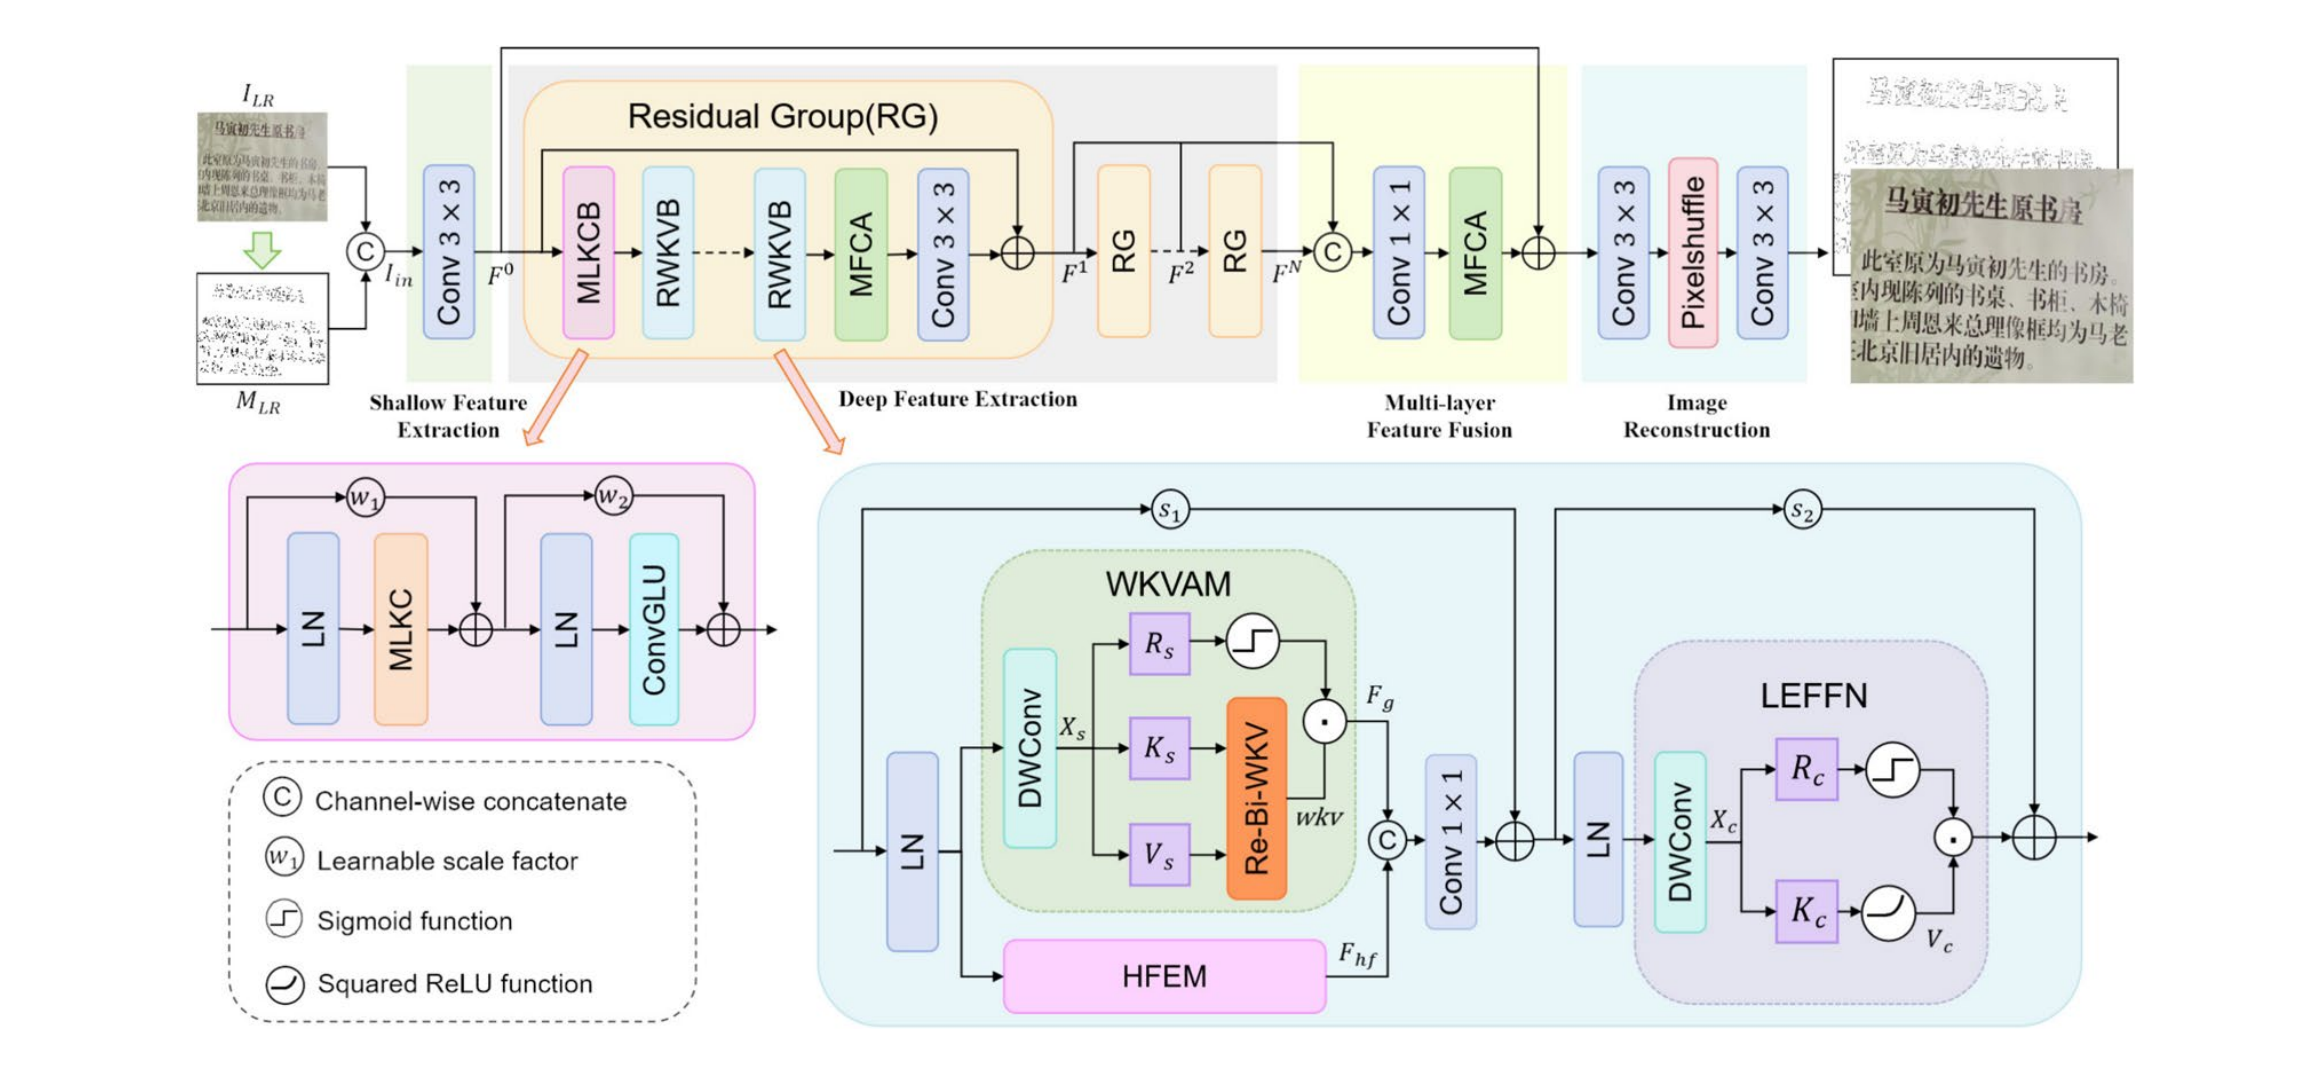 I_{LR}
马寅初先生原书房
此室原为马寅初先生的书房。
内现陈列的书桌、书柜、木椅
墙上周恩来总理像框均为马老
北京旧居内的遗物。
M_{LR}
C
I_{in}
Conv 3×3
F^0
Residual Group(RG)
MLKCB
RWKVB
RWKVB
MFCA
Conv 3×3
F^1
RG
F^2
RG
F^N
C
Conv 1×1
MFCA
Conv 3×3
Pixelshuffle
Conv 3×3
马寅初先生原书房
此室原为马寅初先生的书房。
室内现陈列的书桌、书柜、木椅
墙上周恩来总理像框均为马老
北京旧居内的遗物。
Shallow Feature
Extraction
Deep Feature Extraction
Multi-layer
Feature Fusion
Image
Reconstruction
w_1
w_2
LN
MLKC
LN
ConvGLU
C Channel-wise concatenate
w_1 Learnable scale factor
Sigmoid function
Squared ReLU function
s_1
s_2
LN
WKVAM
DWConv
X_s
R_s
K_s
V_s
Re-Bi-WKV
wkv
F_g
HFEM
F_{hf}
C
Conv 1×1
LN
LEFFN
DWConv
X_c
R_c
K_c
V_c